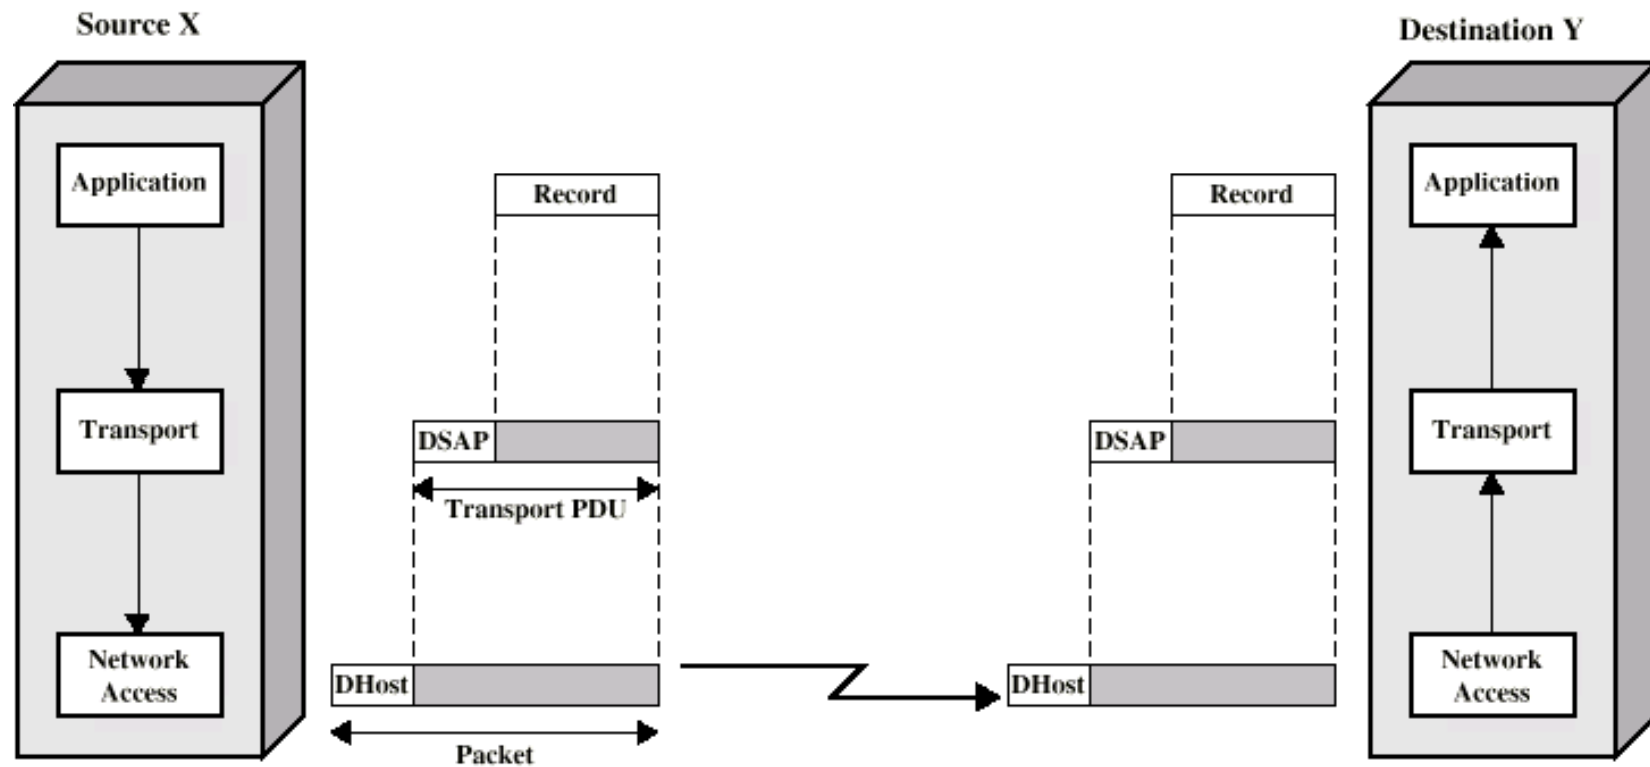 Source X
Destination Y
Application
Record
Record
Application
Transport
DSAP
DSAP
Transport
Transport PDU
Network
Access
DHost
DHost
Network
Access
Packet